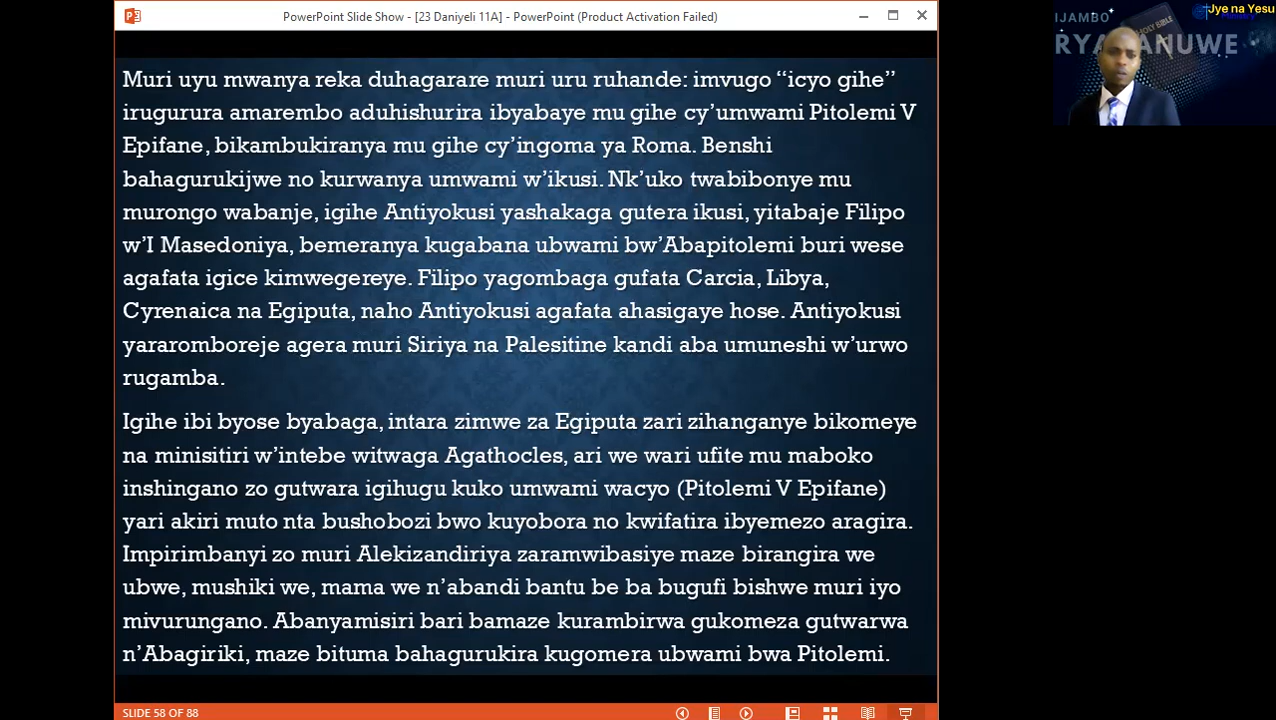 PowerPoint Slide Show - [23 Daniyeli 11A] - PowerPoint (Product Activation Failed)
Jye na Yesu
Ministry
IJAMBO
HOLY BIBLE
Muri uyu mwanya reka duhagarare muri uru ruhande: imvugo “icyo gihe”
irugurura amarembo aduhishurira ibyabaye mu gihe cy’umwami Pitolemi V
Epifane, bikambukiranya mu gihe cy’ingoma ya Roma. Benshi
bahagurukijwe no kurwanya umwami w’ikusi. Nk’uko twabibonye mu
murongo wabanje, igihe Antiyokusi yashakaga gutera ikusi, yitabaje Filipo
w’I Masedoniya, bemeranya kugabana ubwami bw’Abapitolemi buri wese
agafata igice kimwegereye. Filipo yagombaga gufata Carcia, Libya,
Cyrenaica na Egiputa, naho Antiyokusi agafata ahasigaye hose. Antiyokusi
yararomboreje agera muri Siriya na Palesitine kandi aba umuneshi w’urwo
rugamba.
Igihe ibi byose byabaga, intara zimwe za Egiputa zari zihanganye bikomeye
na minisitiri w’intebe witwaga Agathocles, ari we wari ufite mu maboko
inshingano zo gutwara igihugu kuko umwami wacyo (Pitolemi V Epifane)
yari akiri muto nta bushobozi bwo kuyobora no kwifatira ibyemezo aragira.
Impirimbanyi zo muri Alekizandiriya zaramwibasiye maze birangira we
ubwe, mushiki we, mama we n’abandi bantu be ba bugufi bishwe muri iyo
mivurungano. Abanyamisiri bari bamaze kurambirwa gukomeza gutwarwa
n’Abagiriki, maze bituma bahagurukira kugomera ubwami bwa Pitolemi.
SLIDE 58 OF 88